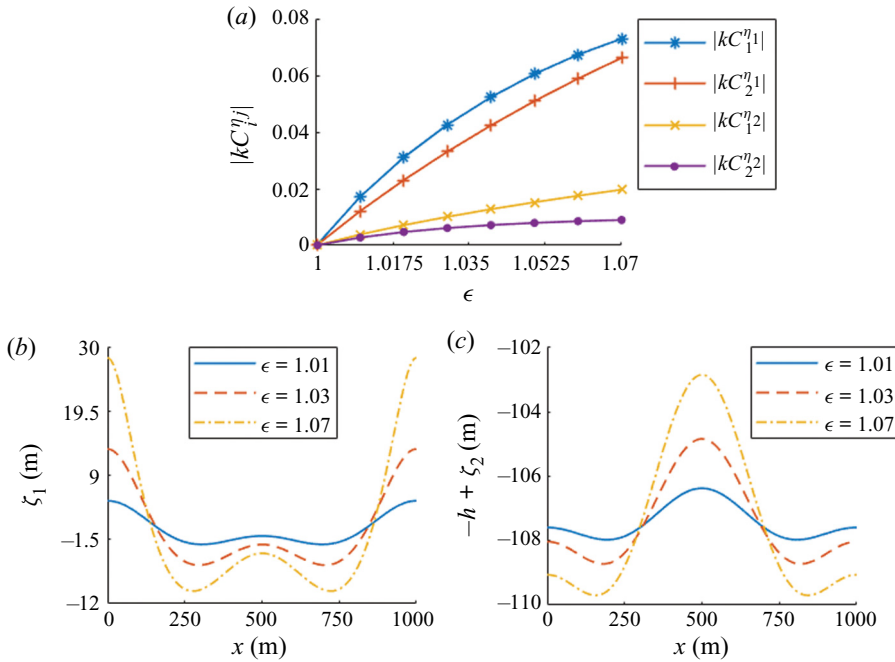 (a)
0.08
0.06
0.04
0.02
0
|kC_i^{η_j}|
1 1.0175 1.035 1.0525 1.07
ϵ
|kC_1^{η_1}|
|kC_2^{η_1}|
|kC_1^{η_2}|
|kC_2^{η_2}|
(b)
30
19.5
9
−1.5
−12
ζ_1 (m)
0 250 500 750 1000
x (m)
ϵ = 1.01
ϵ = 1.03
ϵ = 1.07
(c)
−102
−104
−106
−108
−110
−h + ζ_2 (m)
0 250 500 750 1000
x (m)
ϵ = 1.01
ϵ = 1.03
ϵ = 1.07